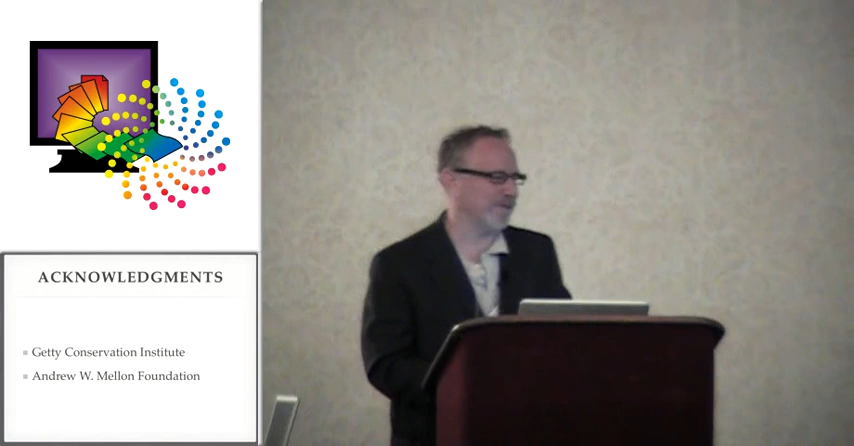 ACKNOWLEDGMENTS
Getty Conservation Institute
Andrew W. Mellon Foundation